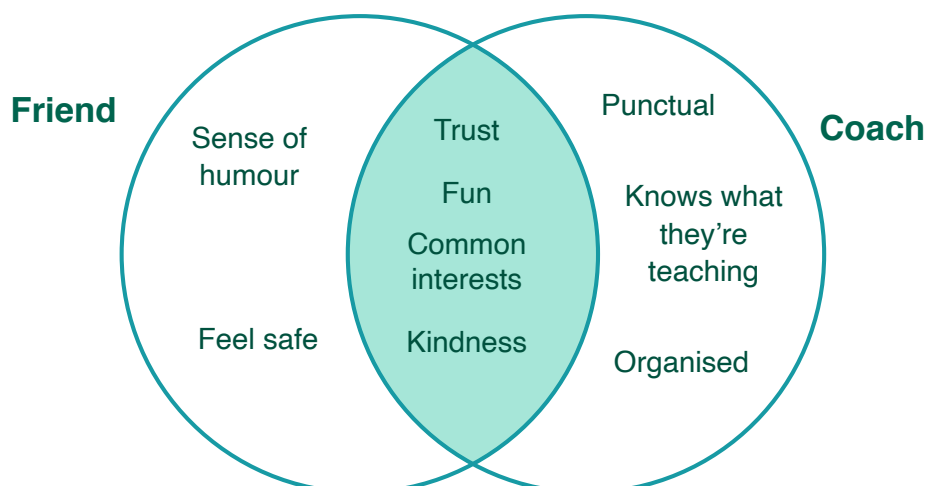 Friend
Sense of
humour
Feel safe
Trust
Fun
Common
interests
Kindness
Coach
Punctual
Knows what
they’re
teaching
Organised